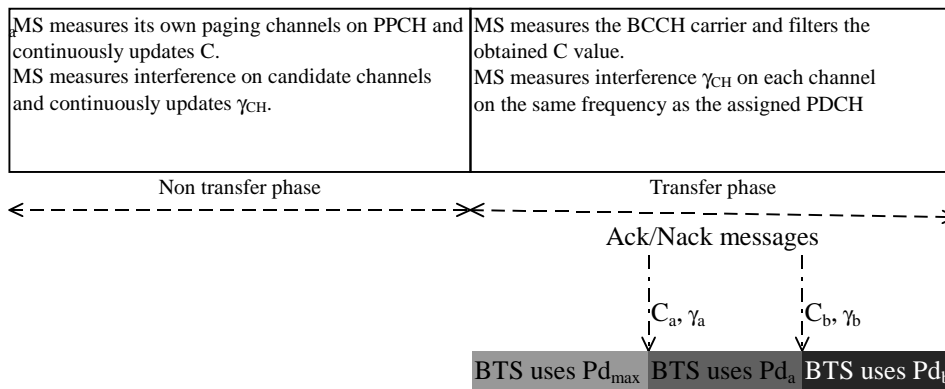 MS measures its own paging channels on PPCH and
continuously updates C.
MS measures interference on candidate channels
and continuously updates γCH.
MS measures the BCCH carrier and filters the
obtained C value.
MS measures interference γCH on each channel
on the same frequency as the assigned PDCH
a
Non transfer phase
Transfer phase
Ack/Nack messages
Ca, γa
Cb, γb
BTS uses Pdmax
BTS uses Pda
BTS uses Pdb